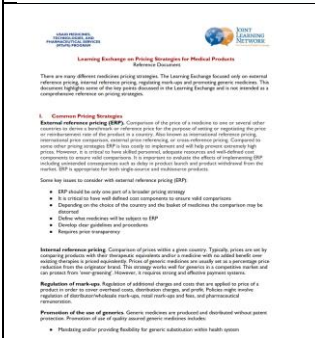 USAID MEDICINES,
TECHNOLOGIES, AND
PHARMACEUTICAL SERVICES
(MTaPS) PROGRAM
JOINT
LEARNING
NETWORK
Learning Exchange on Pricing Strategies for Medical Products
Reference Document
There are many different medicines pricing strategies. The Learning Exchange focused only on external
reference pricing, internal reference pricing, regulating mark-ups and promoting generic medicines. This
document highlights some of the key points discussed in the Learning Exchange and is not intended as a
comprehensive reference on pricing strategies.
I. Common Pricing Strategies
External reference pricing (ERP). Comparison of the price of a medicine to one or several other
countries to derive a benchmark or reference price for the purpose of setting or negotiating the price
or reimbursement rate of the product in a country. Also known as international reference pricing,
international price comparison, external price referencing, or cross-reference pricing. Compared to
some other pricing strategies ERP is less costly to implement and will help prevent extremely high
prices. However, it is critical to have skilled personnel, adequate resources and well-defined cost
components to ensure valid comparisons. It is important to evaluate the effects of implementing ERP
including unintended consequences such as delay in product launch and product withdrawal from the
market. ERP is appropriate for both single-source and multisource products.
Some key issues to consider with external reference pricing (ERP)
● ERP should be only one part of a broader pricing strategy
● It is critical to have well defined cost components to ensure valid comparisons
● Depending on the choice of the country and the basket of medicines the comparison may be
distorted
● Define what medicines will be subject to ERP
● Develop clear guidelines and procedures
● Requires price transparency
Internal reference pricing. Comparison of prices within a given country. Typically, prices are set by
comparing products with their therapeutic equivalents and/or a medicine with no added benefit over
existing therapies is priced equivalently. Prices of generic medicines are usually set as a percentage price
reduction from the originator brand. This strategy works well for generics in a competitive market and
can protect from 'ever-greening'. However, it requires strong and effective payment systems.
Regulation of mark-ups. Regulation of additional charges and costs that are applied to price of a
product in order to cover overhead costs, distribution charges, and profit. Policies might involve
regulation of distributor/wholesale mark-ups, retail mark-ups and fees, and pharmaceutical
remuneration.
Promotion of the use of generics. Generic medicines are produced and distributed without patent
protection. Promotion of use of quality assured generic medicines includes:
● Mandating and/or providing flexibility for generic substitution within health system